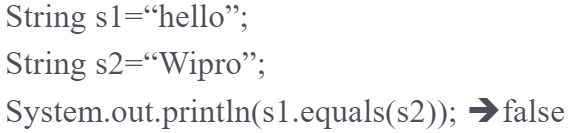 String s1=“hello”;
String s2=“Wipro”;
System.out.println(s1.equals(s2)); ➔false